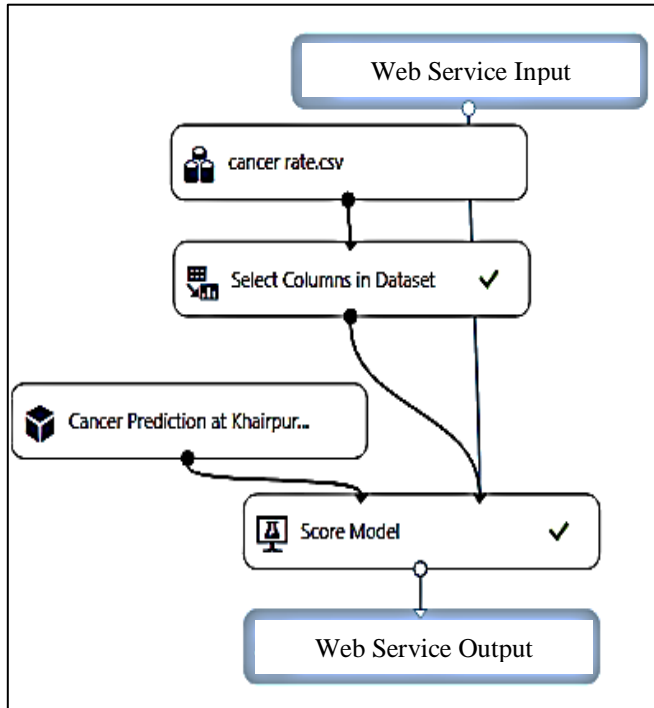 Web Service Input
cancer rate.csv
Select Columns in Dataset
Cancer Prediction at Khairpur...
Score Model
Web Service Output